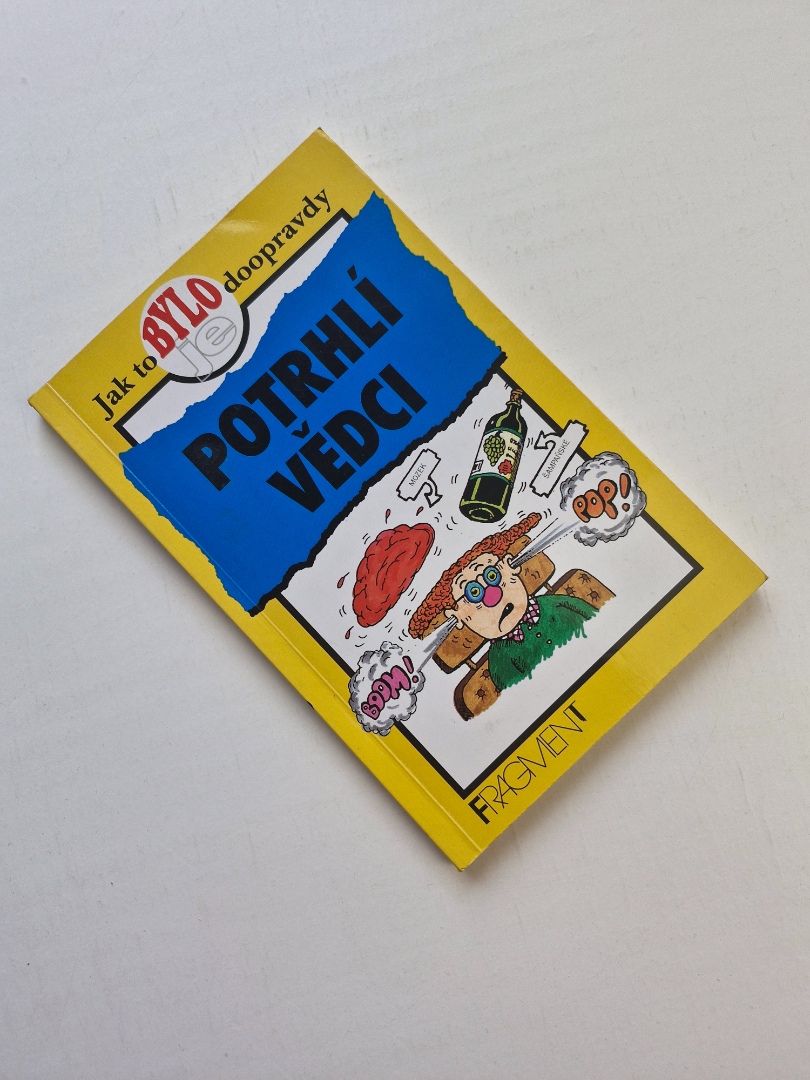 Jak to BYLO doopravdy
je
POTRHLÍ
VĚDCI
MOZEK
ŠAMPAŇSKÉ
POP!
BOOM!
FRAGMENT